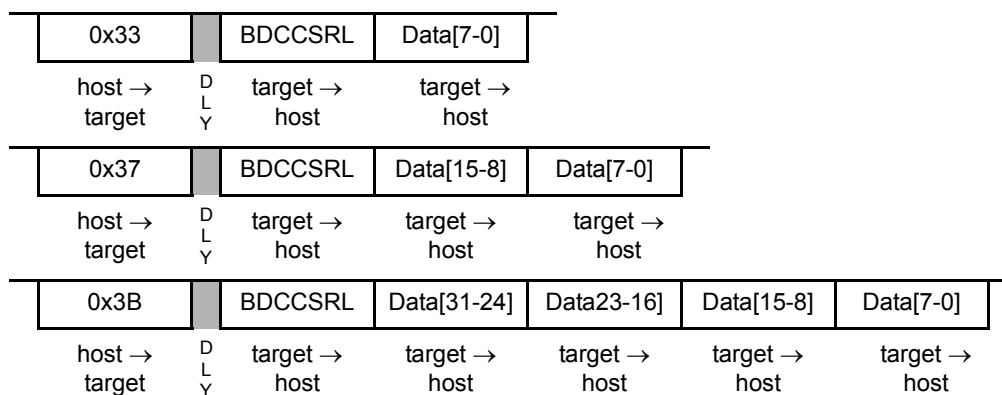 0x33 BDCCSRL Data[7-0]
host → D L Y target → target →
target host host
0x37 BDCCSRL Data[15-8] Data[7-0]
host → D L Y target → target → target →
target host host host
0x3B BDCCSRL Data[31-24] Data23-16] Data[15-8] Data[7-0]
host → D L Y target → target → target → target → target →
target host host host host host